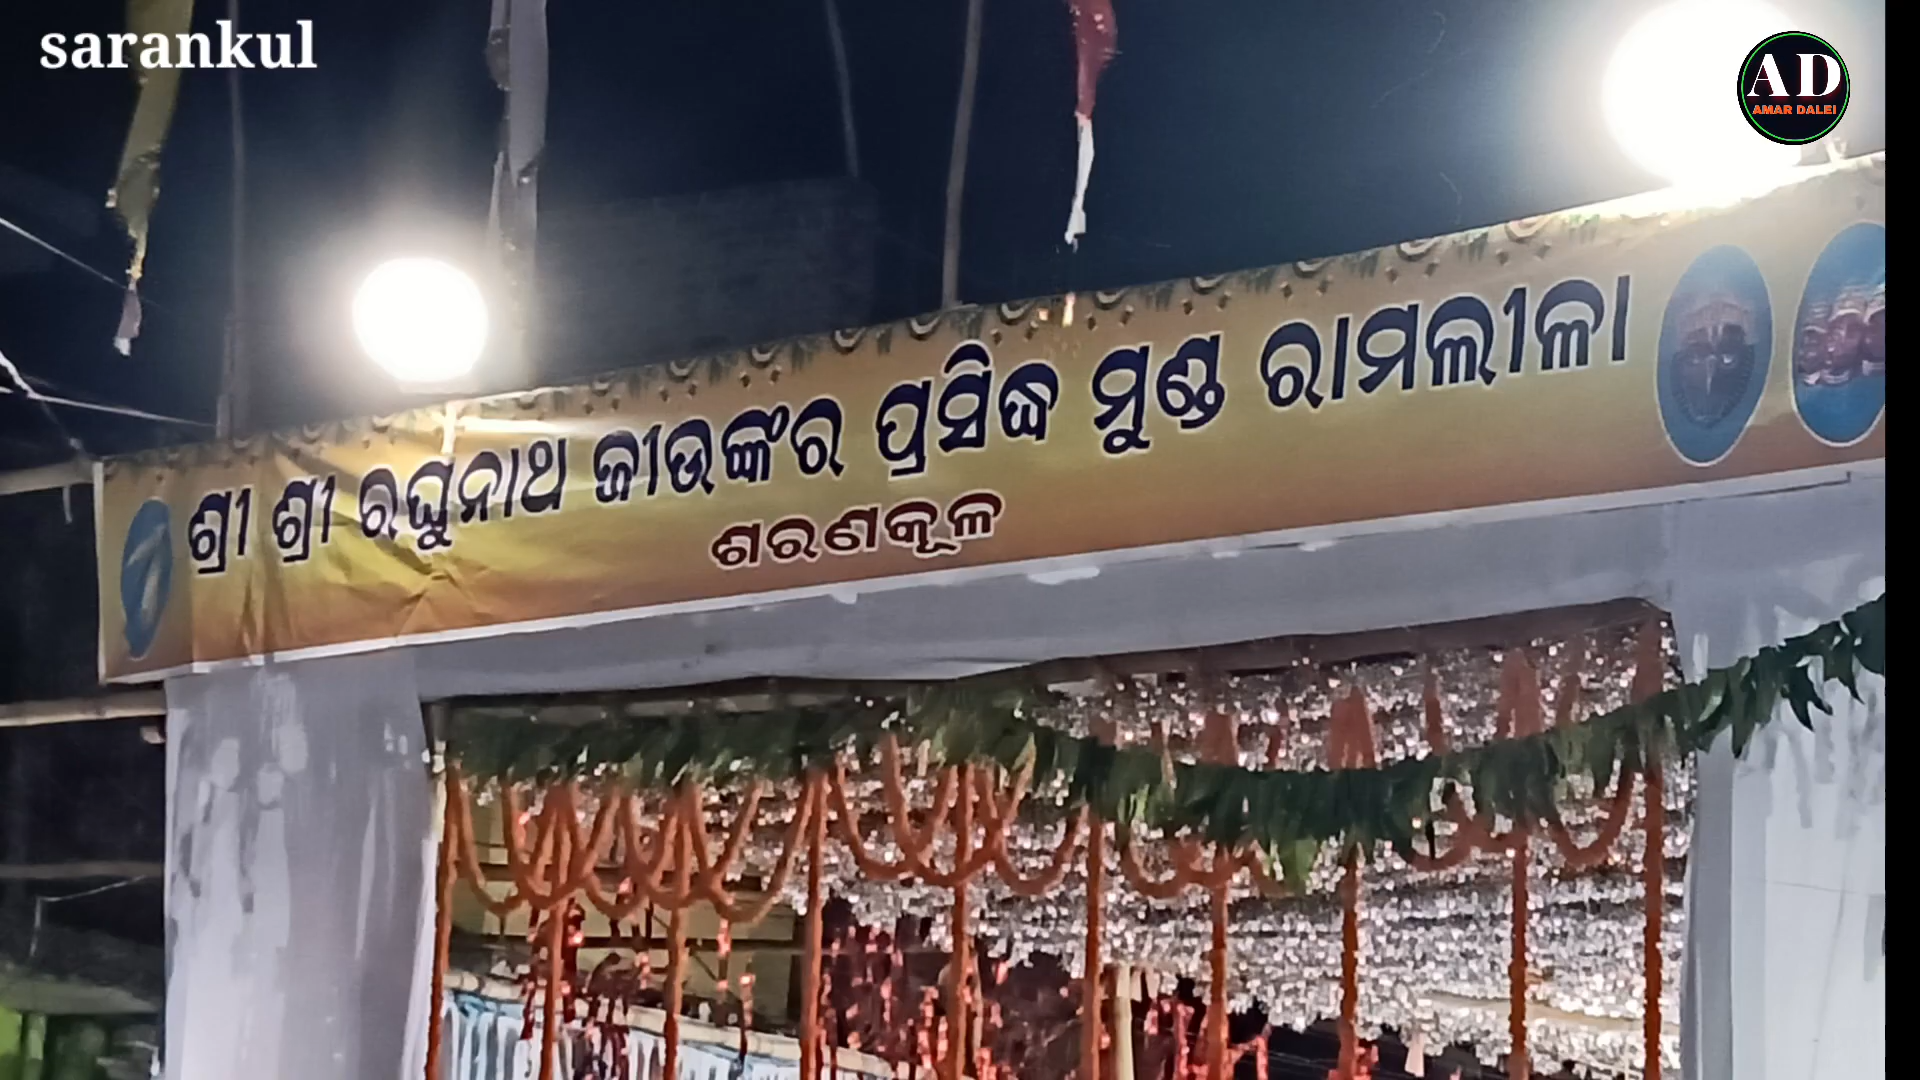 sarankul
AD
AMAR DALEI
ଶ୍ରୀ ଶ୍ରୀ ରଘୁନାଥ ଜୀଉଙ୍କର ପ୍ରସିଦ୍ଧ ମୁଣ୍ଡ ରାମଲୀଳା
ଶରଣକୂଳ